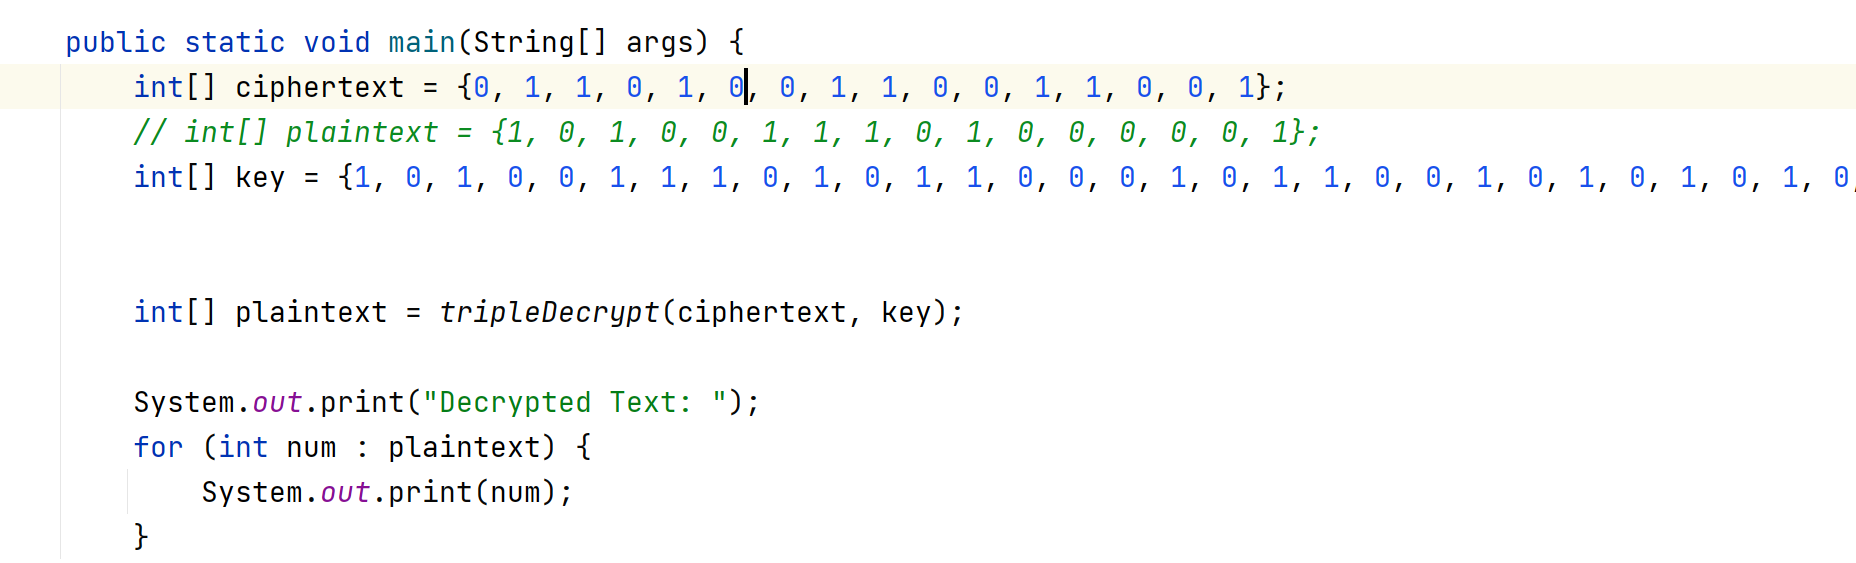 public static void main(String[] args) {
int[] ciphertext = {0, 1, 1, 0, 1, 0, 0, 1, 1, 0, 0, 1, 1, 0, 0, 1};
// int[] plaintext = {1, 0, 1, 0, 0, 1, 1, 1, 0, 1, 0, 0, 0, 0, 0, 1};
int[] key = {1, 0, 1, 0, 0, 1, 1, 1, 0, 1, 0, 1, 1, 0, 0, 0, 1, 0, 1, 1, 0, 0, 1, 0, 1, 0, 1, 0, 1, 0,
int[] plaintext = tripleDecrypt(ciphertext, key);
System.out.print("Decrypted Text: ");
for (int num : plaintext) {
System.out.print(num);
}